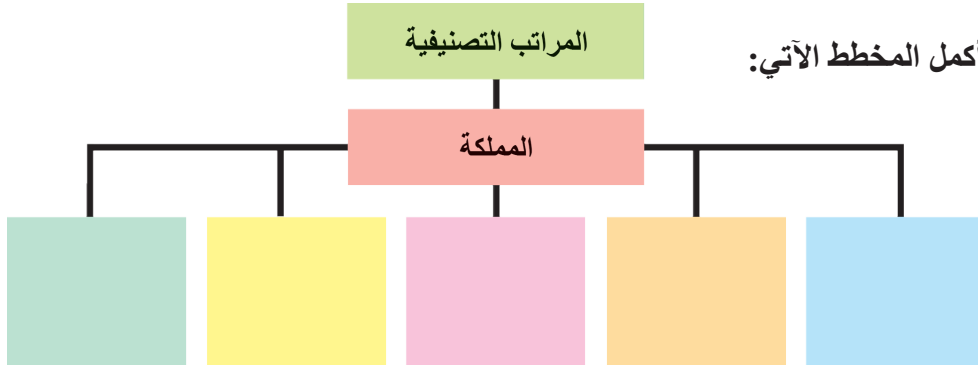 أكمل المخطط الآتي:
المراتب التصنيفية
المملكة